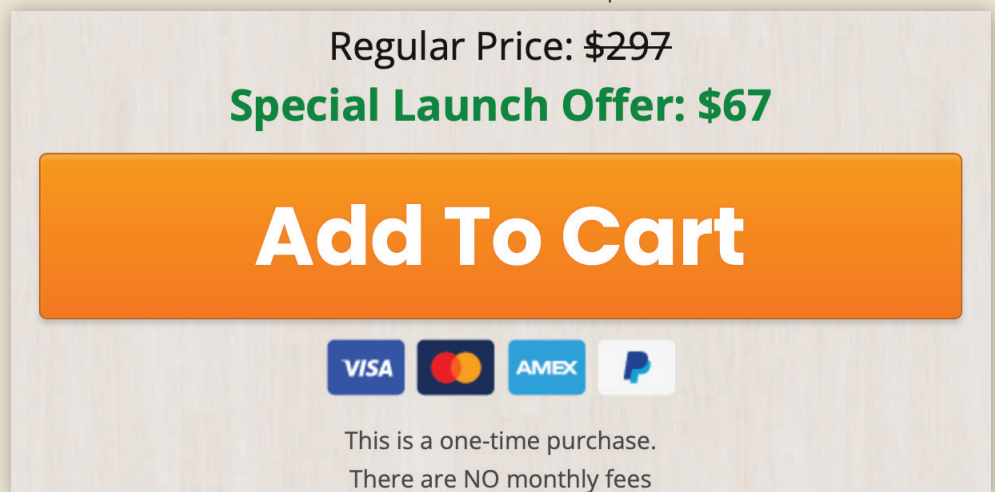 Regular Price: $297
Special Launch Offer: $67
Add To Cart
VISA AMEX
This is a one-time purchase.
There are NO monthly fees